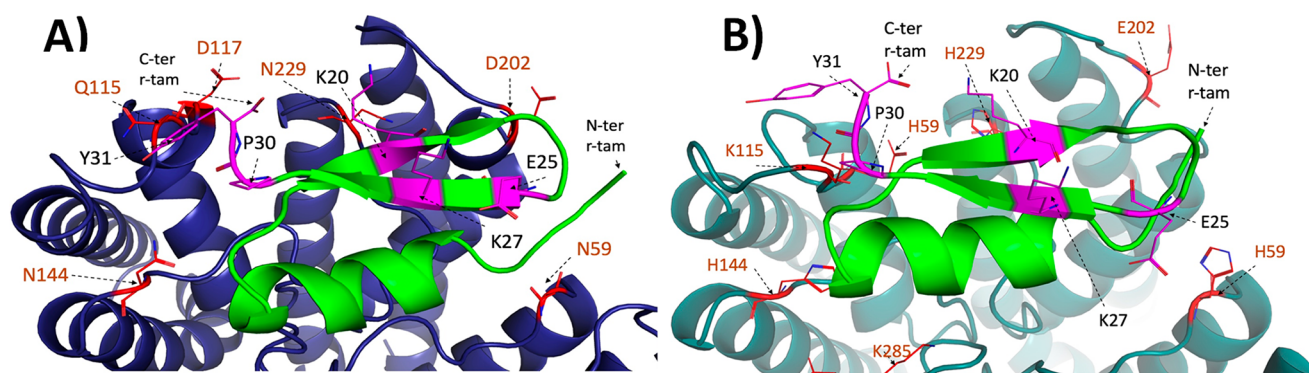 A)
C-ter
r-tam
D117
Q115
N229
K20
D202
N-ter
r-tam
Y31
P30
E25
K27
N59
N144
B)
Y31
C-ter
r-tam
H229
K20
E202
N-ter
r-tam
P30
H59
K115
E25
H144
H59
K27
K285